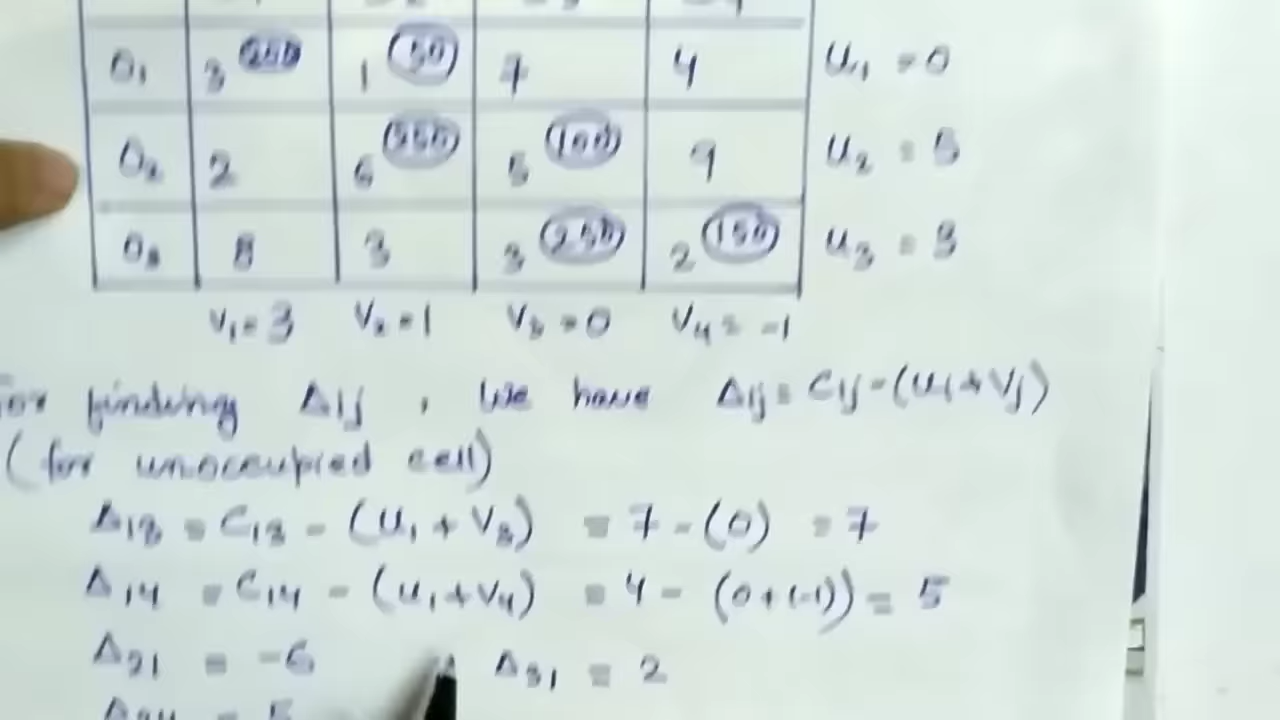 O1 3 250 1 50 7 4 u1 = 0
O2 2 6 350 5 100 9 u2 = 5
O3 8 3 3 250 2 150 u3 = 3
V1 = 3 V2 = 1 V3 = 0 V4 = -1
For finding Δij , We have Δij = Cij - (ui + Vj)
(for unoccupied cell)
Δ13 = C13 - (u1 + V3) = 7 - (0) = 7
Δ14 = C14 - (u1 + V4) = 4 - (0 + (-1)) = 5
Δ21 = -6 Δ31 = 2
Δ24 = 5